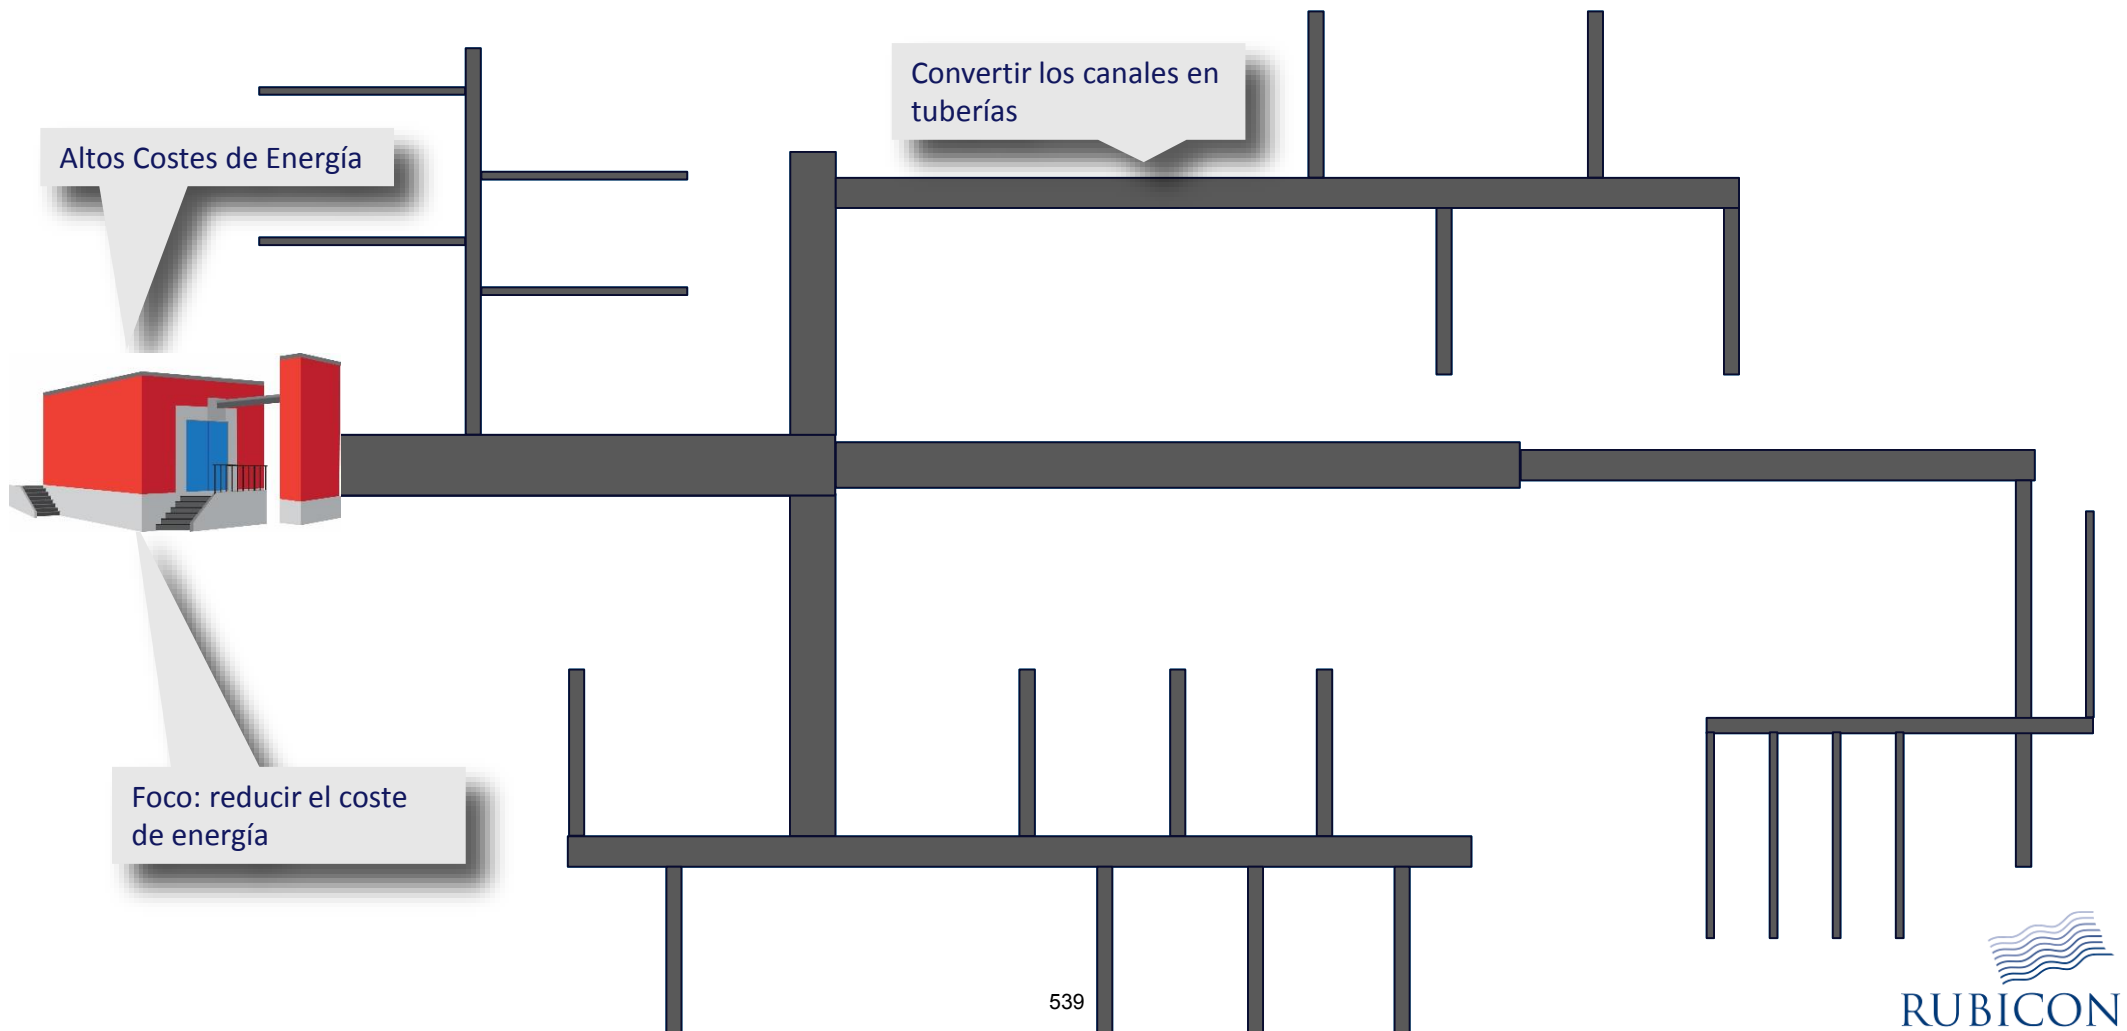 Convertir los canales en
tuberías
Altos Costes de Energía
Foco: reducir el coste
de energía
539
RUBICON